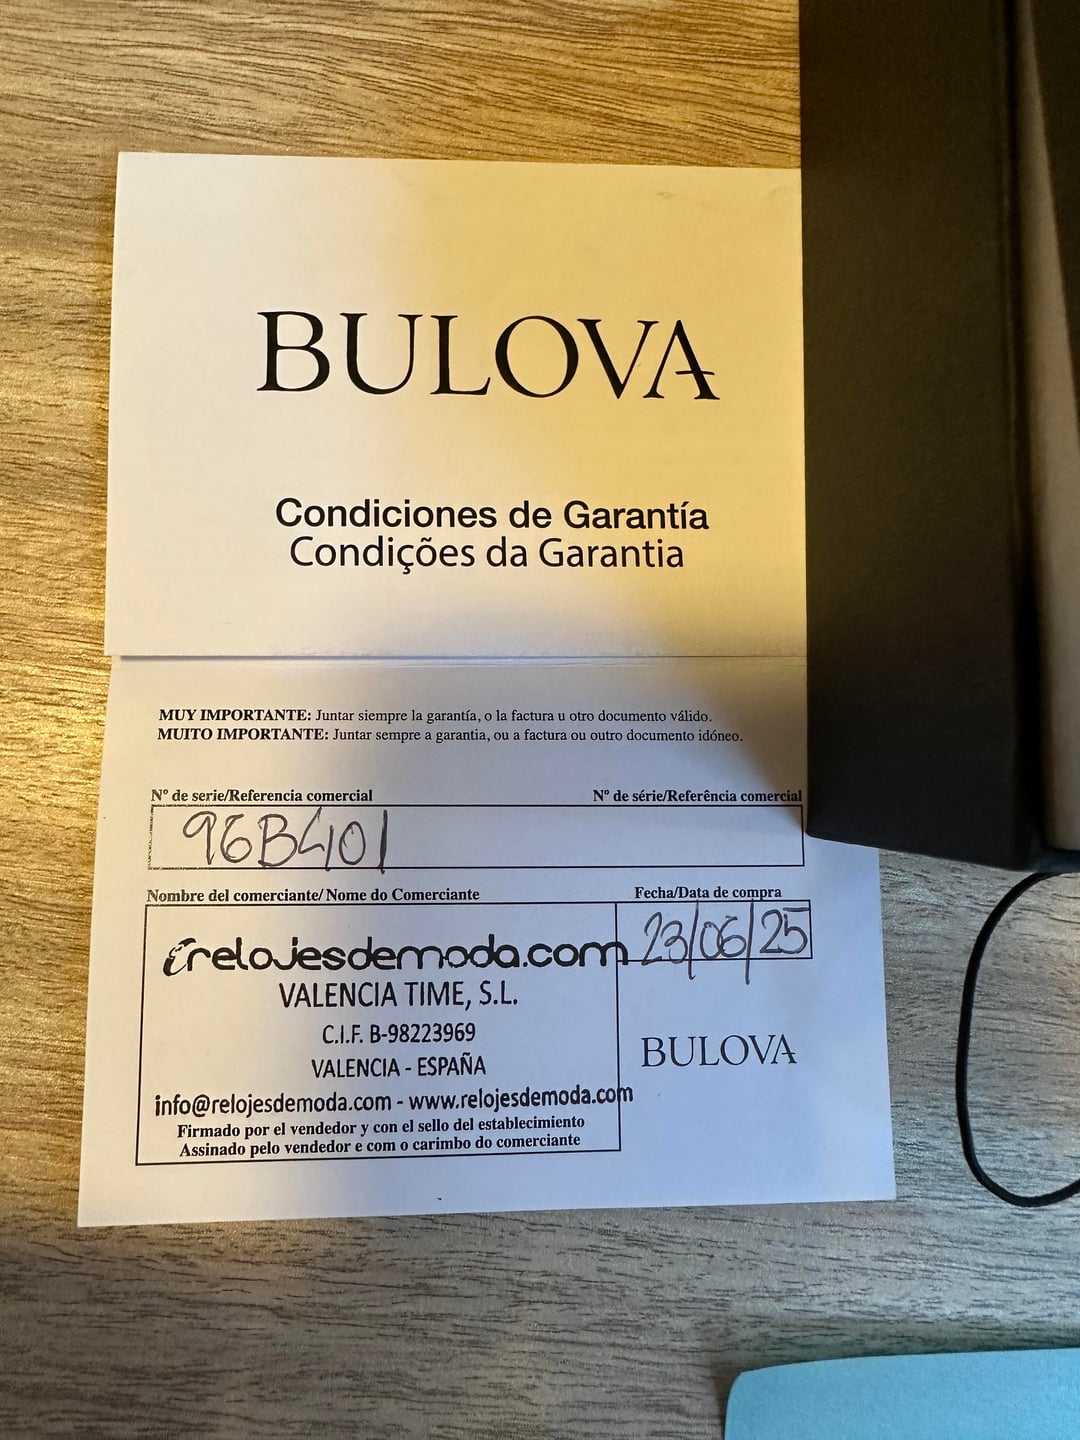 BULOVA
Condiciones de Garantía
Condições da Garantia
MUY IMPORTANTE: Juntar siempre la garantía, o la factura u otro documento válido.
MUITO IMPORTANTE: Juntar sempre a garantia, ou a factura ou outro documento idóneo.
Nº de serie/Referencia comercial Nº de série/Referência comercial
96B401
Nombre del comerciante/ Nome do Comerciante Fecha/Data de compra
relojesdemoda.com 23/06/25
VALENCIA TIME, S.L.
C.I.F. B-98223969
VALENCIA - ESPAÑA
BULOVA
info@relojesdemoda.com - www.relojesdemoda.com
Firmado por el vendedor y con el sello del establecimiento
Assinado pelo vendedor e com o carimbo do comerciante